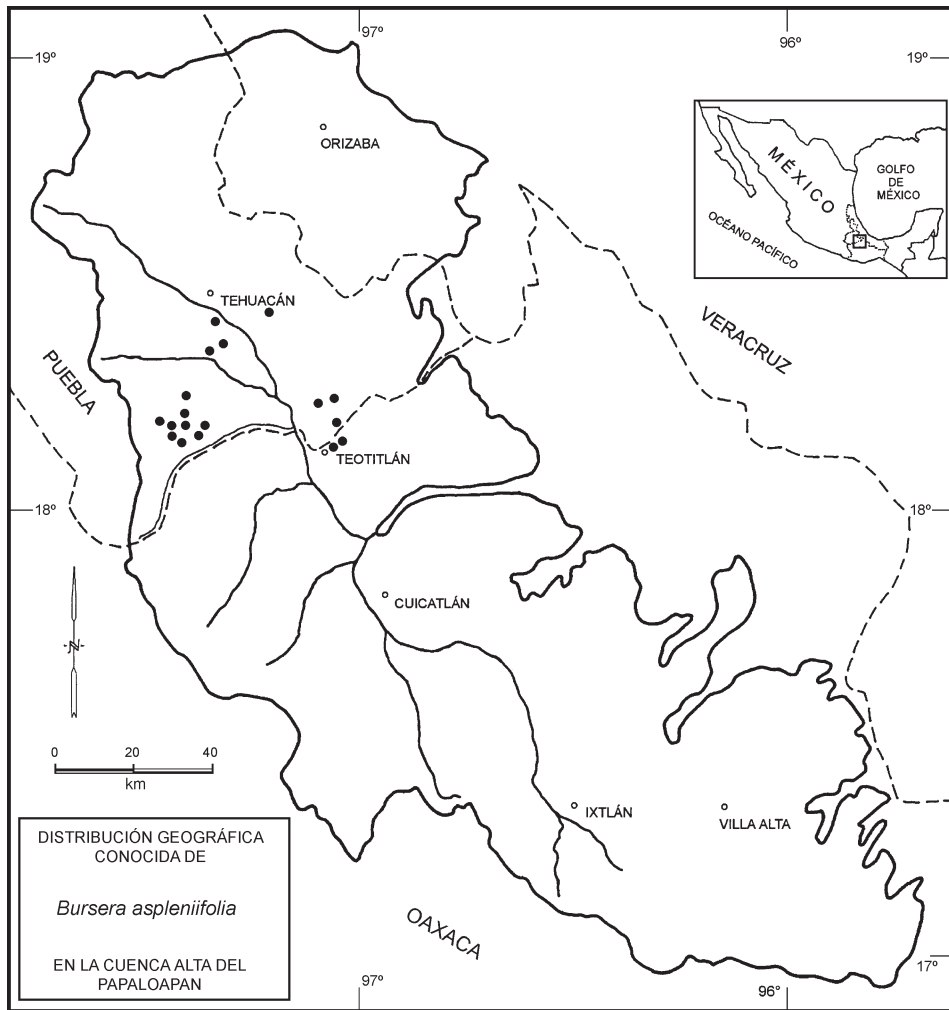 97º
96º
19º
19º
ORIZABA
MÉXICO
GOLFO
DE
MÉXICO
OCÉANO PACÍFICO
TEHUACÁN
VERACRUZ
PUEBLA
TEOTITLÁN
18º
18º
CUICATLÁN
N
0 20 40
km
IXTLÁN
VILLA ALTA
DISTRIBUCIÓN GEOGRÁFICA
CONOCIDA DE
Bursera aspleniifolia
EN LA CUENCA ALTA DEL
PAPALOAPAN
OAXACA
17º
97º
96º